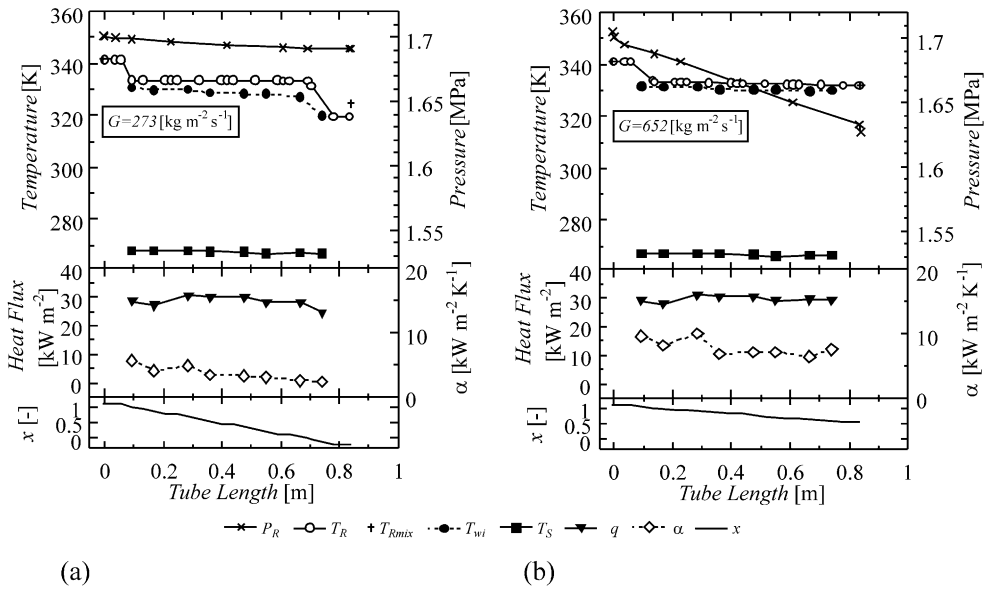 360
340
320
300
280
Temperature [K]
G=273 [kg m⁻² s⁻¹]
1.7
1.65
1.6
1.55
Pressure [MPa]
40
30
20
10
0
Heat Flux
[kW m⁻²]
20
10
0
α [kW m⁻² K⁻¹]
x [-]
1
0.5
0
0 0.2 0.4 0.6 0.8 1
Tube Length [m]
360
340
320
300
280
Temperature [K]
G=652 [kg m⁻² s⁻¹]
1.7
1.65
1.6
1.55
Pressure [MPa]
40
30
20
10
0
Heat Flux
[kW m⁻²]
20
10
0
α [kW m⁻² K⁻¹]
x [-]
1
0.5
0
0 0.2 0.4 0.6 0.8 1
Tube Length [m]
P_R T_R T_Rmix T_wi T_S q α x
(a) (b)